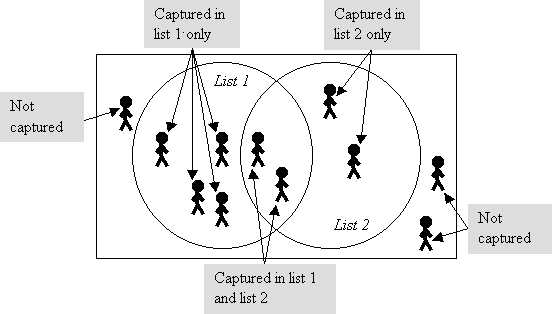 Captured in
list 1 only
Captured in
list 2 only
List 1
Not
captured
List 2
Not
captured
Captured in list 1
and list 2